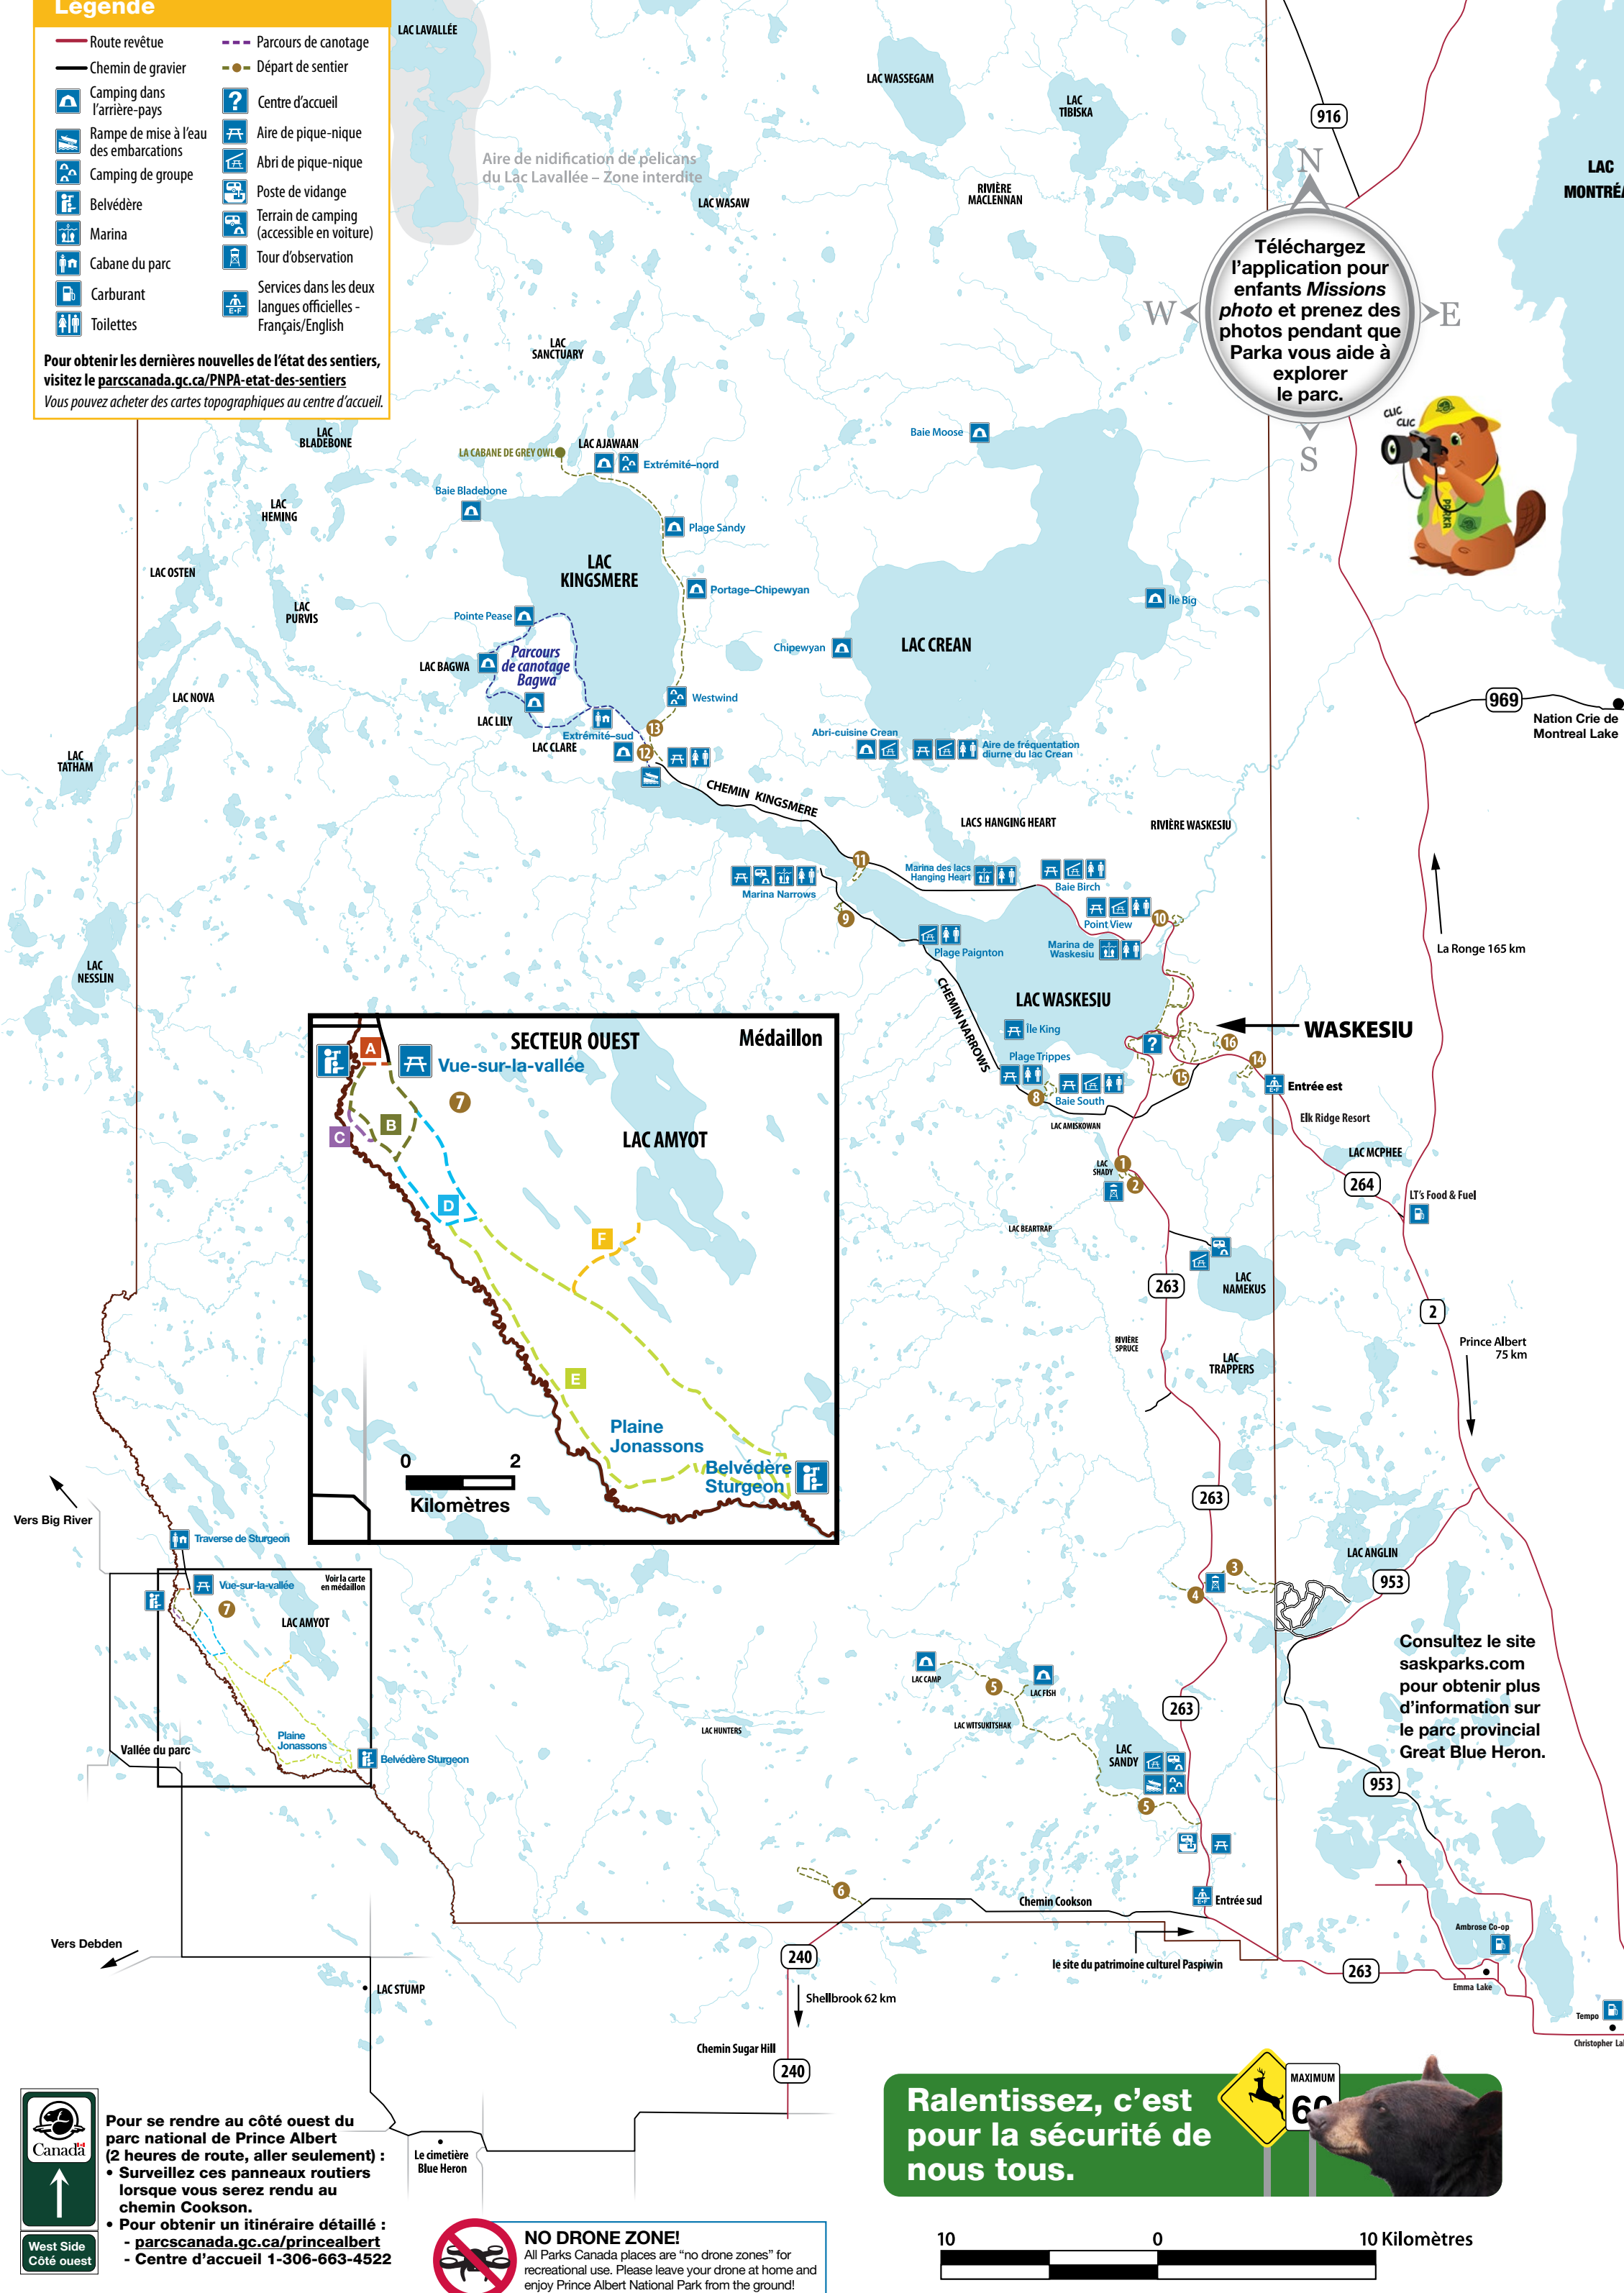 Légende
Route revêtue
Chemin de gravier
Camping dans
l'arrière-pays
Rampe de mise à l'eau
des embarcations
Camping de groupe
Belvédère
Marina
Cabane du parc
Carburant
Toilettes
Parcours de canotage
Départ de sentier
?
Centre d'accueil
Aire de pique-nique
Abri de pique-nique
Poste de vidange
Terrain de camping
(accessible en voiture)
Tour d'observation
E•F
Services dans les deux
langues officielles -
Français/English
Pour obtenir les dernières nouvelles de l'état des sentiers,
visitez le parcscanada.gc.ca/PNPA-etat-des-sentiers
Vous pouvez acheter des cartes topographiques au centre d'accueil.
LAC LAVALLÉE
LAC WASSEGAM
LAC
TIBISKA
916
Aire de nidification de pelicans
du Lac Lavallée – Zone interdite
LAC WASAW
RIVIÈRE
MACLENNAN
LAC
MONTRÉA
N
W
E
S
Téléchargez
l'application pour
enfants Missions
photo et prenez des
photos pendant que
Parka vous aide à
explorer
le parc.
CLIC
CLIC
PARKA
LAC
SANCTUARY
LAC
BLADEBONE
LA CABANE DE GREY OWL
LAC AJAWAAN
Extrémité–nord
Baie Moose
Baie Bladebone
LAC
HEMING
Plage Sandy
LAC
KINGSMERE
LAC OSTEN
LAC
PURVIS
Portage–Chipewyan
Île Big
Pointe Pease
Chipewyan
LAC CREAN
Parcours
de canotage
Bagwa
LAC BAGWA
LAC NOVA
Westwind
LAC LILY
969
Nation Crie de
Montreal Lake
13
Extrémité–sud
LAC CLARE
12
Abri-cuisine Crean
Aire de fréquentation
diurne du lac Crean
LAC
TATHAM
CHEMIN KINGSMERE
LACS HANGING HEART
RIVIÈRE WASKESIU
11
Marina des lacs
Hanging Heart
Baie Birch
Marina Narrows
9
Point View
10
Plage Paignton
Marina de
Waskesiu
La Ronge 165 km
LAC
NESSLIN
CHEMIN NARROWS
LAC WASKESIU
Île King
?
16
WASKESIU
Plage Trippes
14
15
8
Baie South
E•F
Entrée est
LAC AMISKOWAN
Elk Ridge Resort
LAC MCPHEE
LAC
SHADY
1
2
264
LT's Food & Fuel
LAC BEARTRAP
263
LAC
NAMEKUS
2
RIVIÈRE
SPRUCE
LAC
TRAPPERS
Prince Albert
75 km
SECTEUR OUEST
Médaillon
A
Vue-sur-la-vallée
7
B
C
LAC AMYOT
D
F
E
Plaine
Jonassons
0 2
Kilomètres
Belvédère
Sturgeon
263
Vers Big River
Traverse de Sturgeon
Vue-sur-la-vallée
Voir la carte
en médaillon
7
LAC AMYOT
LAC ANGLIN
3
4
953
Consultez le site
saskparks.com
pour obtenir plus
d'information sur
le parc provincial
Great Blue Heron.
LAC CAMP
5
LAC FISH
LAC WITSUKITSHAK
LAC HUNTERS
263
Plaine
Jonassons
Vallée du parc
Belvédère Sturgeon
LAC
SANDY
953
5
6
Chemin Cookson
E•F
Entrée sud
Vers Debden
240
le site du patrimoine culturel Paspiwin
263
Ambrose Co-op
Emma Lake
LAC STUMP
Shellbrook 62 km
Tempo
Christopher La
Chemin Sugar Hill
240
Canada
West Side
Côté ouest
Pour se rendre au côté ouest du
parc national de Prince Albert
(2 heures de route, aller seulement) :
• Surveillez ces panneaux routiers
lorsque vous serez rendu au
chemin Cookson.
• Pour obtenir un itinéraire détaillé :
- parcscanada.gc.ca/princealbert
- Centre d'accueil 1-306-663-4522
Le cimetière
Blue Heron
NO DRONE ZONE!
All Parks Canada places are "no drone zones" for
recreational use. Please leave your drone at home and
enjoy Prince Albert National Park from the ground!
Ralentissez, c'est
pour la sécurité de
nous tous.
MAXIMUM
60
10 0 10 Kilomètres